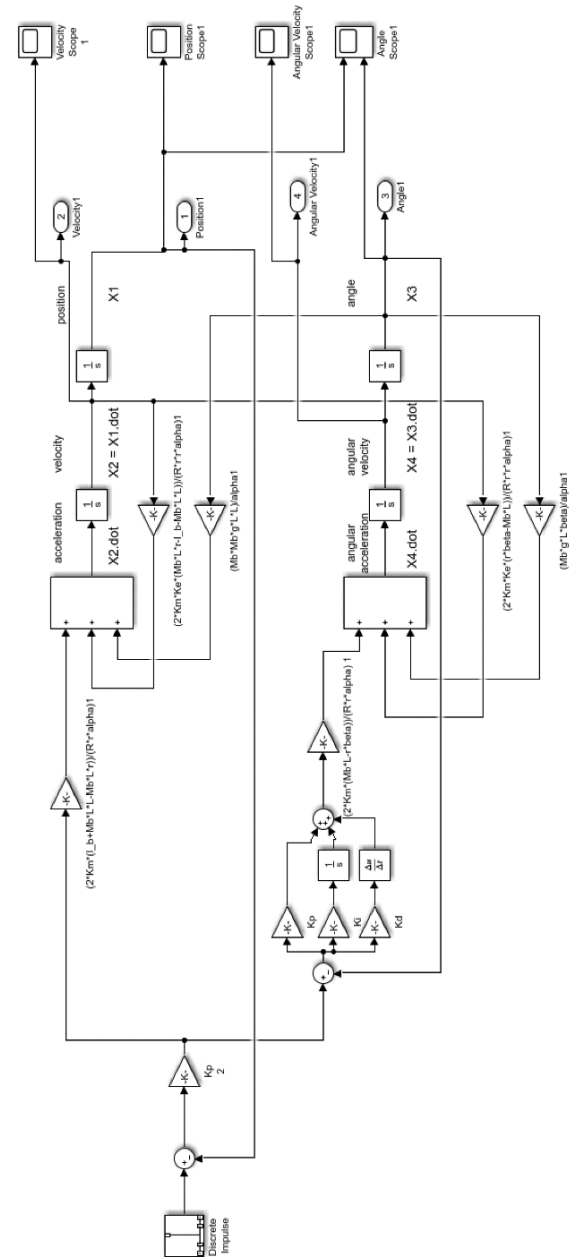 Velocity
Scope
1
2
Velocity1
position
1/s
velocity
X1
acceleration
1/s
X2 = X1.dot
X2.dot
+
+
+
-K-
(2*Km*(I_b+Mb*L*L-Mb*L*r))/(R*r*alpha)1
-K-
(2*Km*Ke*(Mb*L*r-I_b-Mb*L*L))/(R*r*r*alpha)1
-K-
(Mb*Mb*g*L*L)/alpha1
Position
Scope1
1
Position1
-K-
Kp
2
+
−
Discrete
Impulse
Angular Velocity
Scope1
4
Angular Velocity1
Angle
Scope1
3
Angle1
angle
1/s
X3
angular
velocity
1/s
X4 = X3.dot
angular
acceleration
X4.dot
+
+
+
-K-
(2*Km*(Mb*L-r*beta))/(R*r*alpha) 1
+
+
+
-K-
Kp
-K-
Ki
1/s
-K-
Kd
Δu/Δt
+
−
-K-
(2*Km*Ke*(r*beta-Mb*L))/(R*r*r*alpha)1
-K-
(Mb*g*L*beta)/alpha1